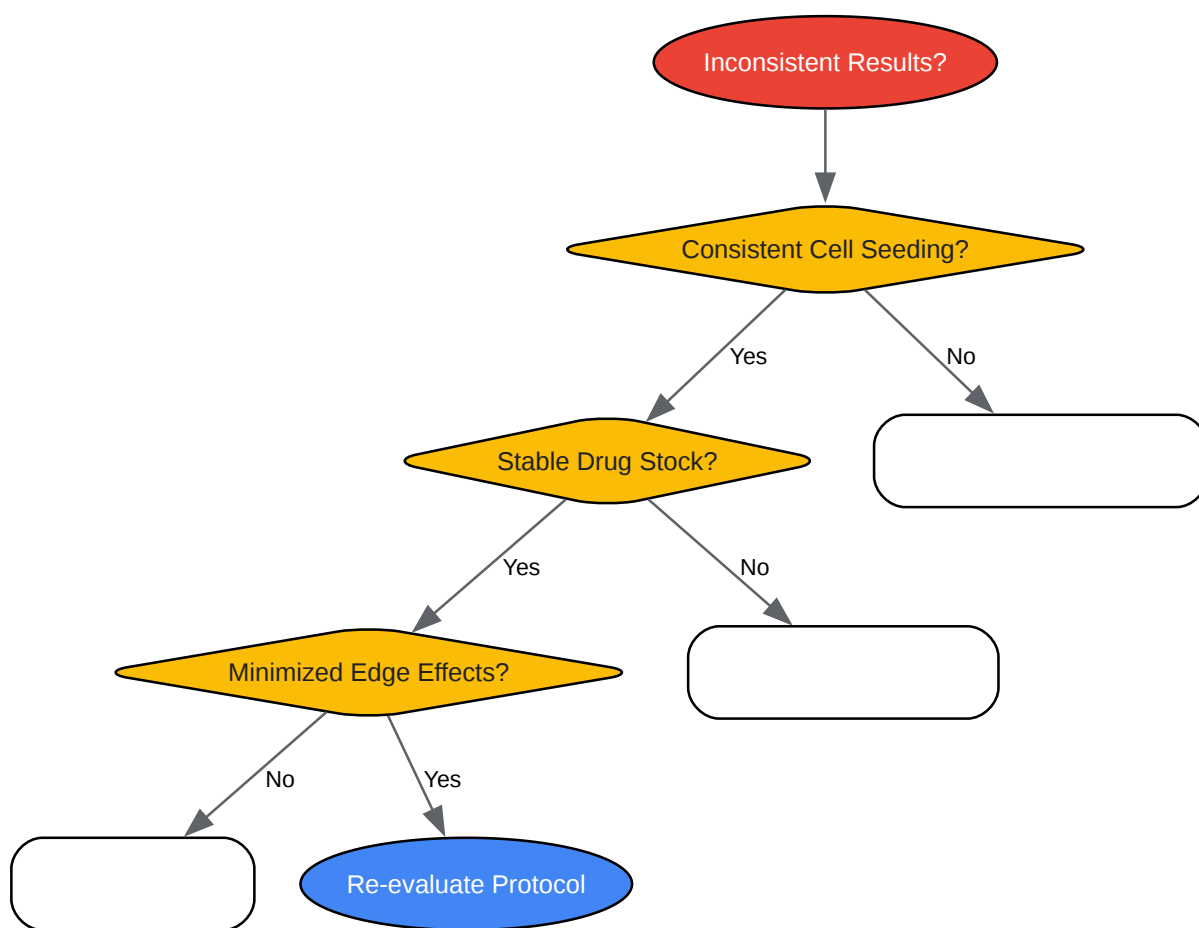 Inconsistent Results?
Consistent Cell Seeding?
Yes
No
Stable Drug Stock?
Yes
No
Minimized Edge Effects?
No
Yes
Re-evaluate Protocol